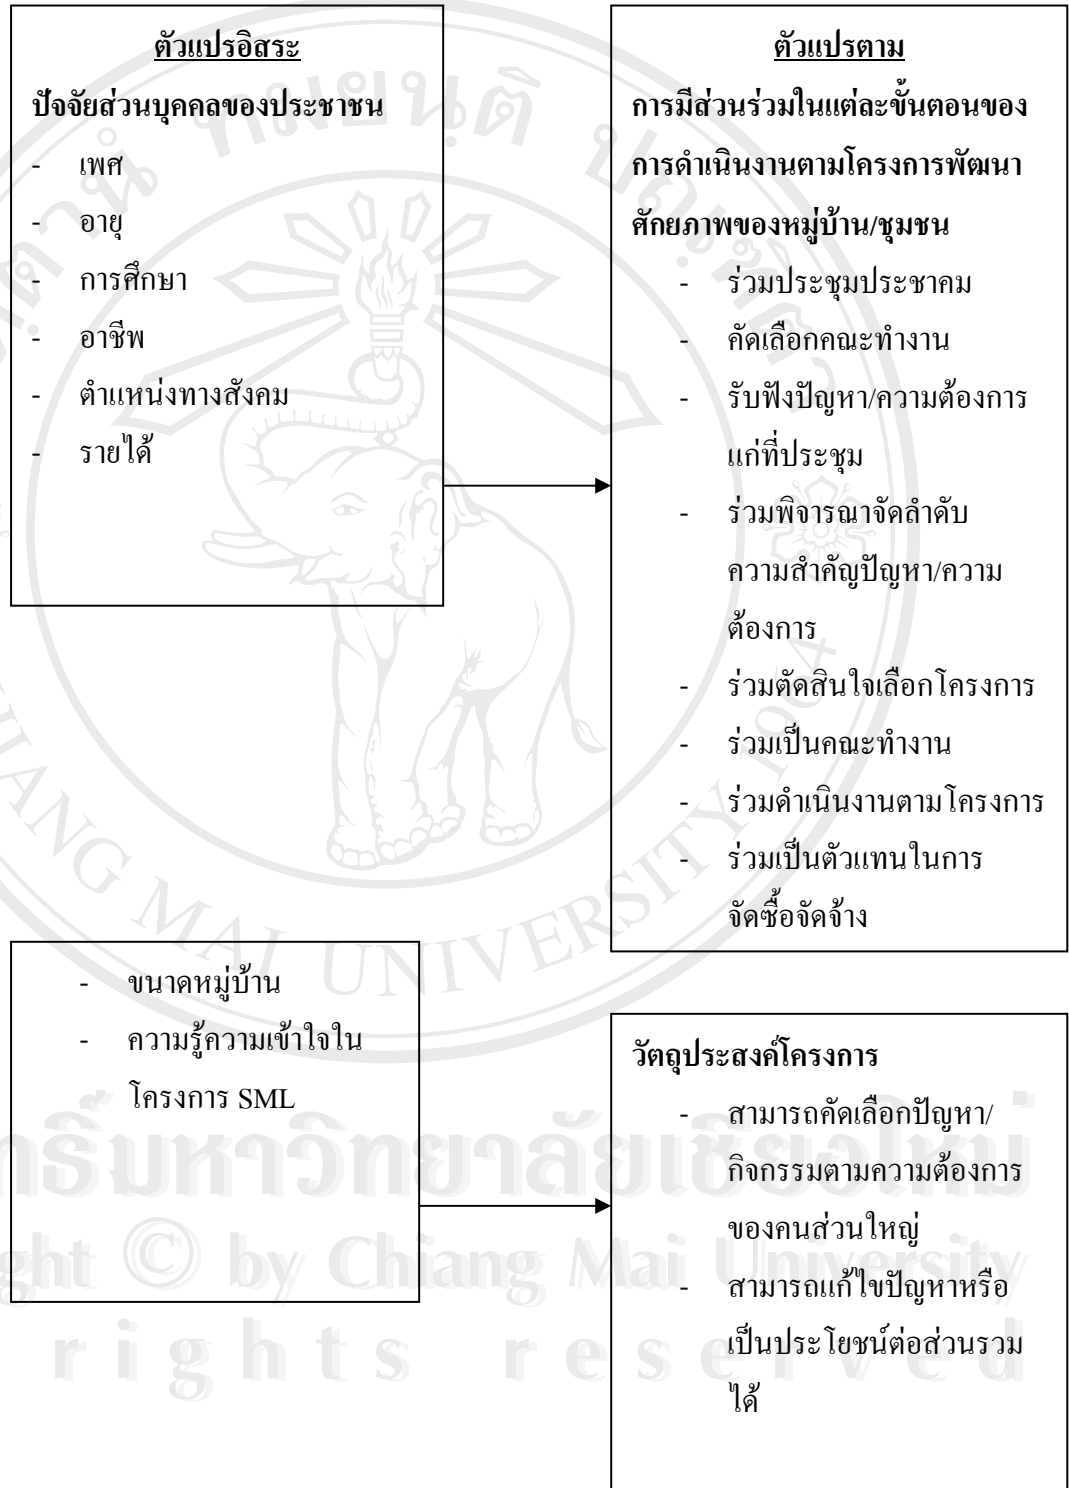 ตัวแปรอิสระ
ปัจจัยส่วนบุคคลของประชาชน
- เพศ
- อายุ
- การศึกษา
- อาชีพ
- ตำแหน่งทางสังคม
- รายได้
ตัวแปรตาม
การมีส่วนร่วมในแต่ละขั้นตอนของ
การดำเนินงานตามโครงการพัฒนา
ศักยภาพของหมู่บ้าน/ชุมชน
- ร่วมประชุมประชาคม
- คัดเลือกคณะทำงาน
- รับฟังปัญหา/ความต้องการ
แก่ที่ประชุม
- ร่วมพิจารณาจัดลำดับ
ความสำคัญปัญหา/ความ
ต้องการ
- ร่วมตัดสินใจเลือกโครงการ
- ร่วมเป็นคณะทำงาน
- ร่วมดำเนินงานตามโครงการ
- ร่วมเป็นตัวแทนในการ
จัดซื้อจัดจ้าง
- ขนาดหมู่บ้าน
- ความรู้ความเข้าใจใน
โครงการ SML
วัตถุประสงค์โครงการ
- สามารถคัดเลือกปัญหา/
กิจกรรมตามความต้องการ
ของคนส่วนใหญ่
- สามารถแก้ไขปัญหาหรือ
เป็นประโยชน์ต่อส่วนรวม
ได้
MAI UNIVERSITY 1964
มหาวิทยาลัยเชียงใหม่
© by Chiang Mai University
rights reserved